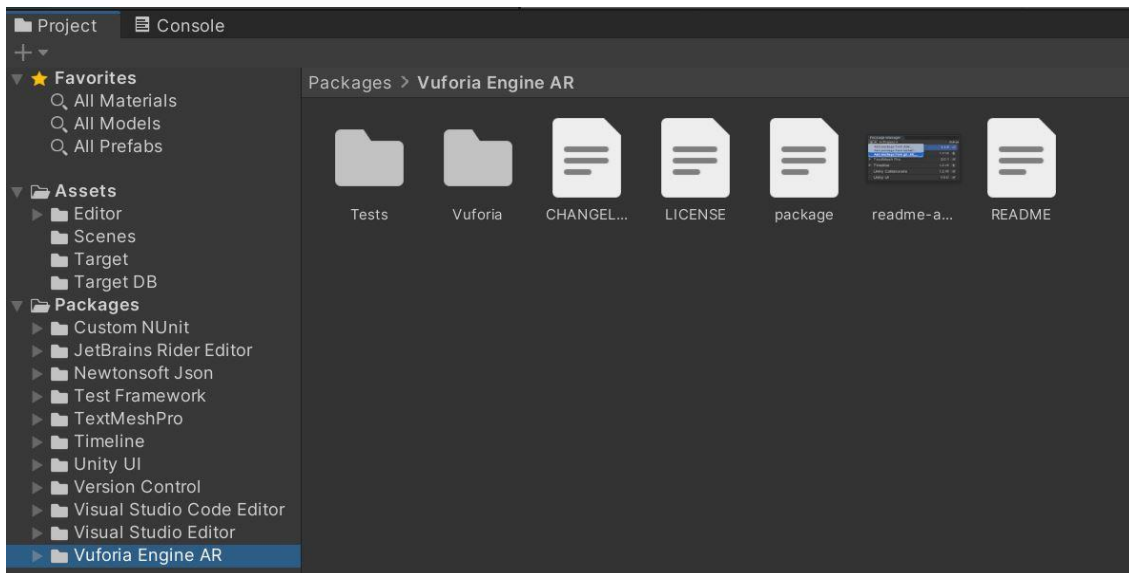 Project Console
Favorites
All Materials
All Models
All Prefabs
Assets
Editor
Scenes
Target
Target DB
Packages
Custom NUnit
JetBrains Rider Editor
Newtonsoft Json
Test Framework
TextMeshPro
Timeline
Unity UI
Version Control
Visual Studio Code Editor
Visual Studio Editor
Vuforia Engine AR
Packages > Vuforia Engine AR
Tests Vuforia CHANGEL... LICENSE package readme-a... README